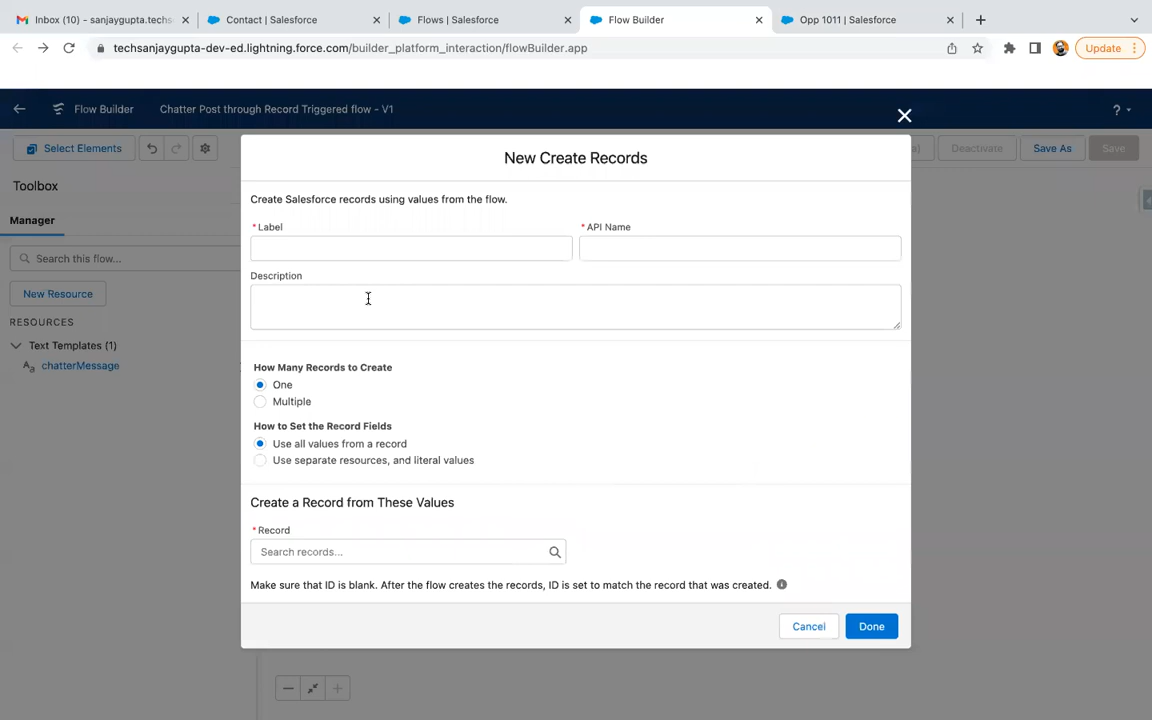 Inbox (10) - sanjaygupta.techs
Contact | Salesforce
Flows | Salesforce
Flow Builder
Opp 1011 | Salesforce
techsanjaygupta-dev-ed.lightning.force.com/builder_platform_interaction/flowBuilder.app
Update
Flow Builder
Chatter Post through Record Triggered flow - V1
?
Select Elements
Deactivate
Save As
Save
Toolbox
Manager
Search this flow...
New Resource
RESOURCES
Text Templates (1)
chatterMessage
New Create Records
Create Salesforce records using values from the flow.
* Label
* API Name
Description
How Many Records to Create
One
Multiple
How to Set the Record Fields
Use all values from a record
Use separate resources, and literal values
Create a Record from These Values
* Record
Search records...
Make sure that ID is blank. After the flow creates the records, ID is set to match the record that was created.
Cancel
Done